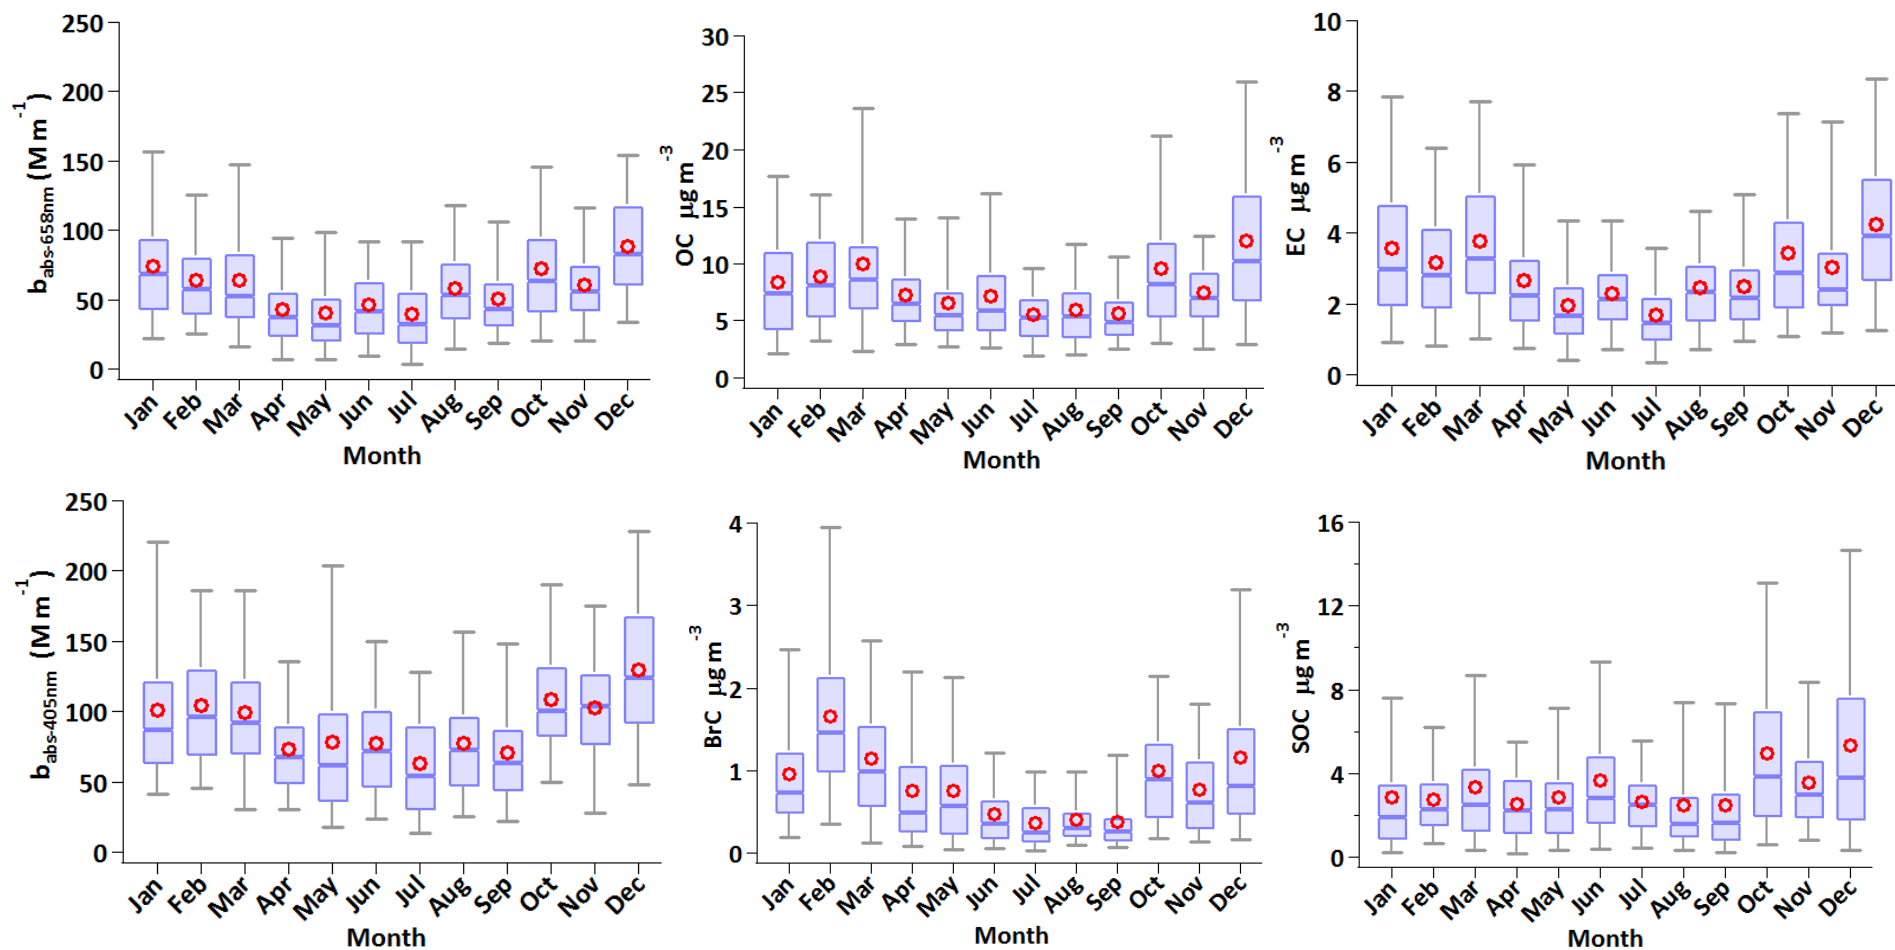 250
200
150
100
50
0
b abs-658nm (M m -1 )
Jan Feb Mar Apr May Jun Jul Aug Sep Oct Nov Dec
Month
30
25
20
15
10
5
0
OC μg m -3
Jan Feb Mar Apr May Jun Jul Aug Sep Oct Nov Dec
Month
10
8
6
4
2
0
EC μg m -3
Jan Feb Mar Apr May Jun Jul Aug Sep Oct Nov Dec
Month
250
200
150
100
50
0
b abs-405nm (M m -1 )
Jan Feb Mar Apr May Jun Jul Aug Sep Oct Nov Dec
Month
4
3
2
1
0
BrC μg m -3
Jan Feb Mar Apr May Jun Jul Aug Sep Oct Nov Dec
Month
16
12
8
4
0
SOC μg m -3
Jan Feb Mar Apr May Jun Jul Aug Sep Oct Nov Dec
Month